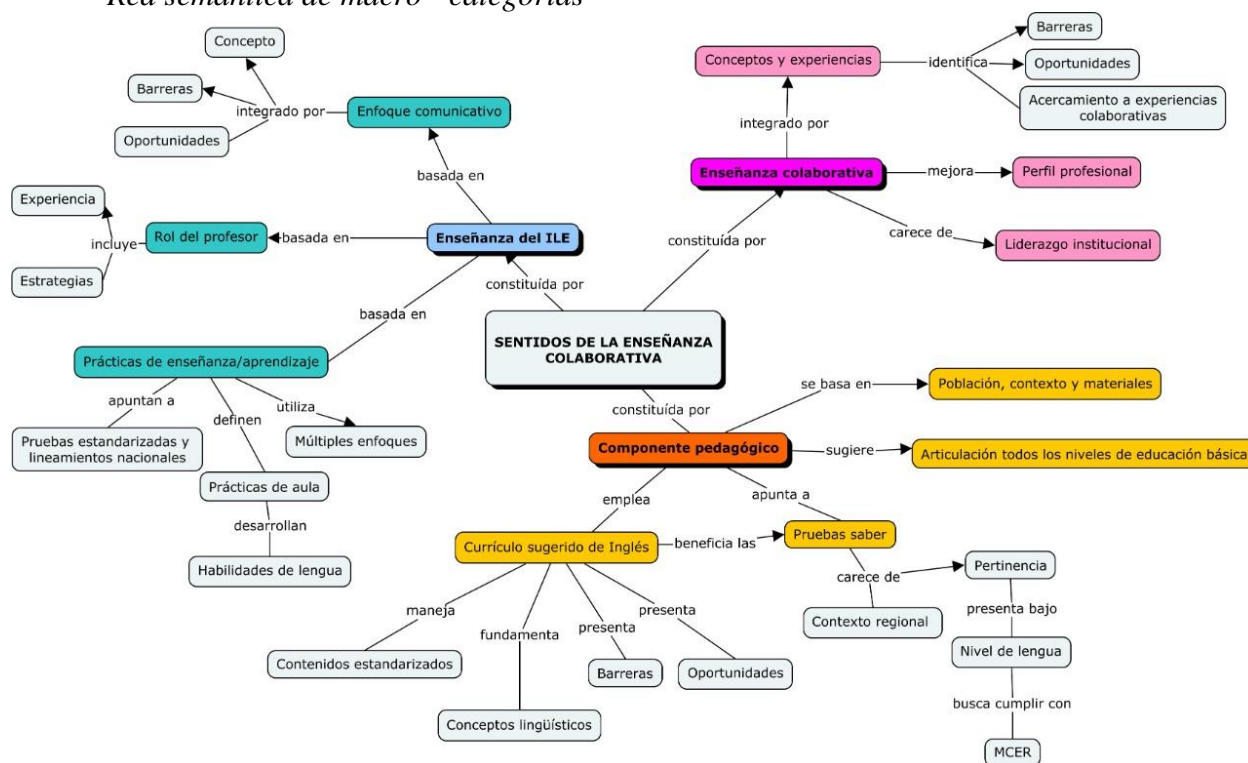 Red semántica de macro - categorías
Concepto
Barreras
Oportunidades
integrado por
Enfoque comunicativo
basada en
Experiencia
Estrategias
incluye
Rol del profesor
basada en
Enseñanza del ILE
constituída por
basada en
Prácticas de enseñanza/aprendizaje
apuntan a
definen
utiliza
Pruebas estandarizadas y
lineamientos nacionales
Múltiples enfoques
Prácticas de aula
desarrollan
Habilidades de lengua
SENTIDOS DE LA ENSEÑANZA
COLABORATIVA
Conceptos y experiencias
identifica
Barreras
Oportunidades
Acercamiento a experiencias
colaborativas
integrado por
Enseñanza colaborativa
mejora
Perfil profesional
carece de
Liderazgo institucional
constituída por
constituída por
Componente pedagógico
se basa en
Población, contexto y materiales
sugiere
Articulación todos los niveles de educación básica
emplea
apunta a
Currículo sugerido de Inglés
beneficia las
Pruebas saber
carece de
Pertinencia
Contexto regional
presenta bajo
Nivel de lengua
busca cumplir con
MCER
maneja
fundamenta
presenta
presenta
Contenidos estandarizados
Conceptos lingüísticos
Barreras
Oportunidades